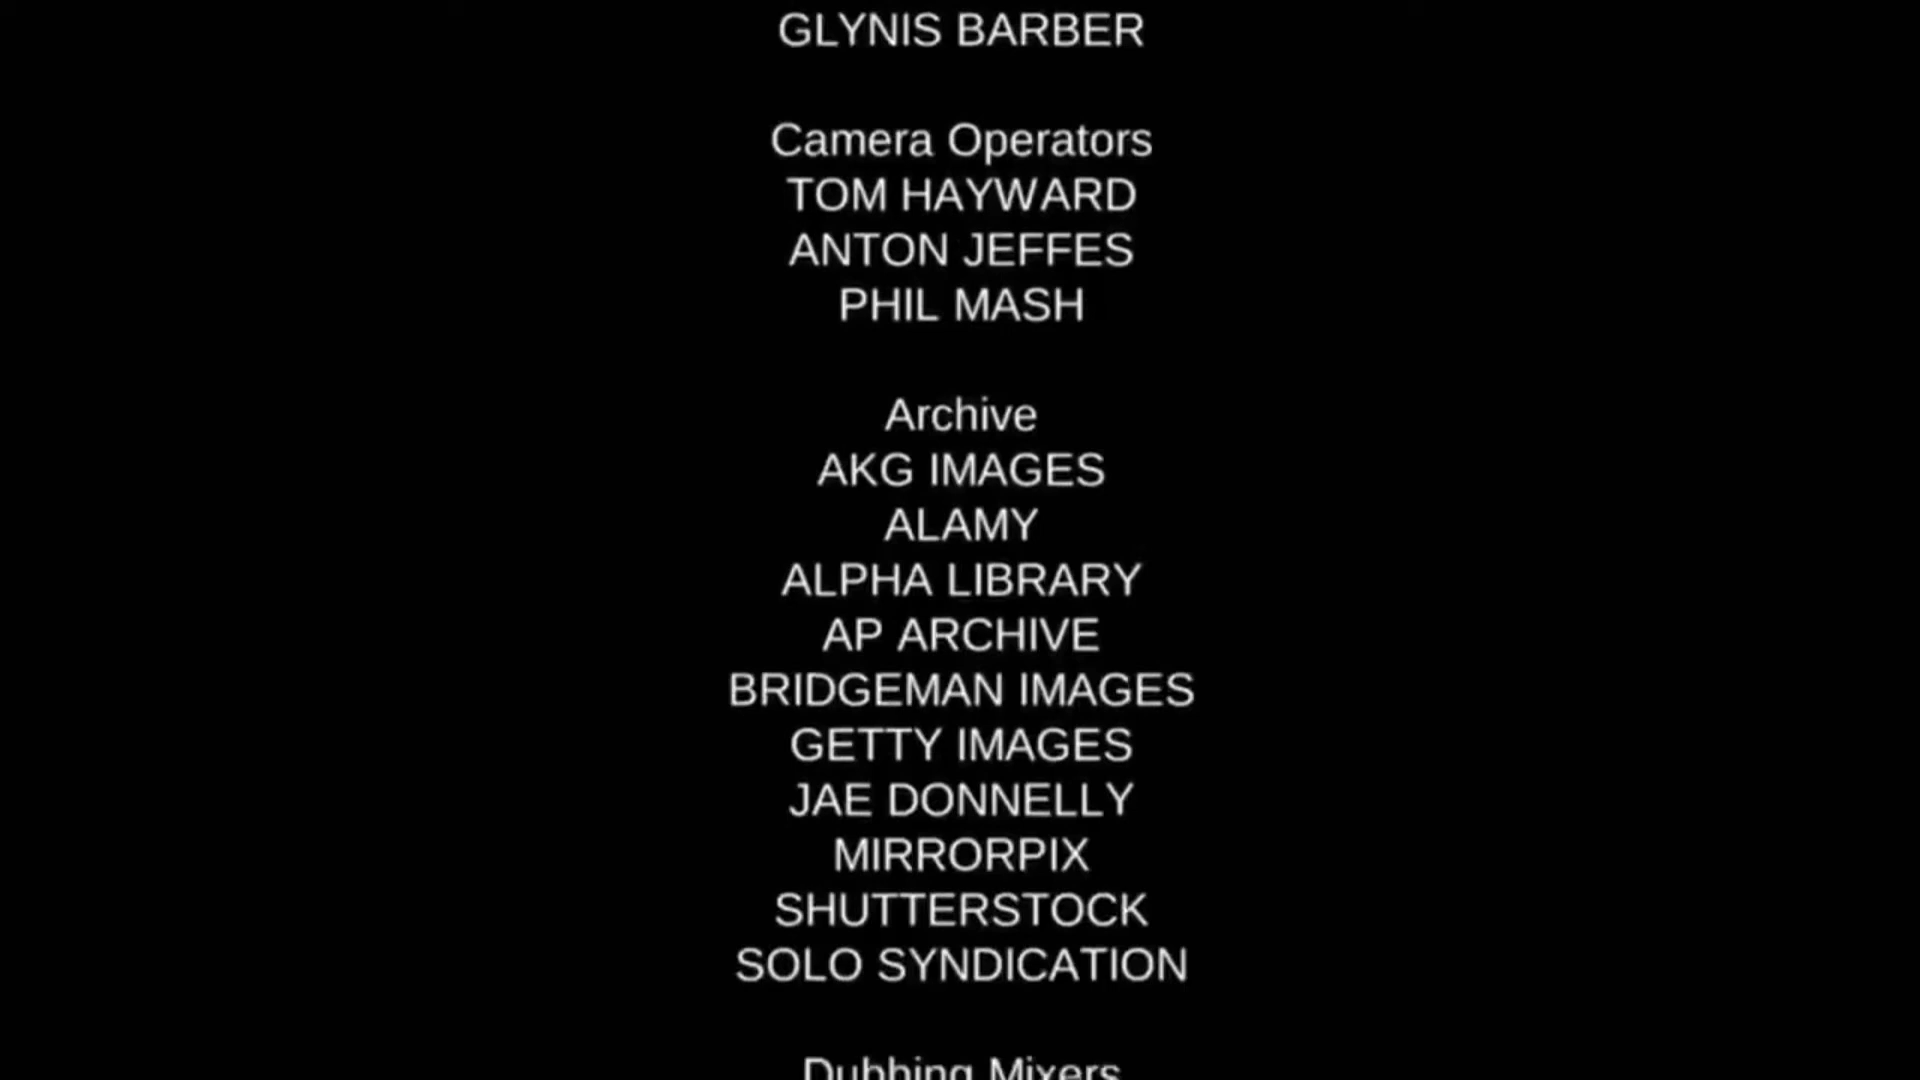 GLYNIS BARBER
Camera Operators
TOM HAYWARD
ANTON JEFFES
PHIL MASH
Archive
AKG IMAGES
ALAMY
ALPHA LIBRARY
AP ARCHIVE
BRIDGEMAN IMAGES
GETTY IMAGES
JAE DONNELLY
MIRRORPIX
SHUTTERSTOCK
SOLO SYNDICATION
Dubbing Mixers